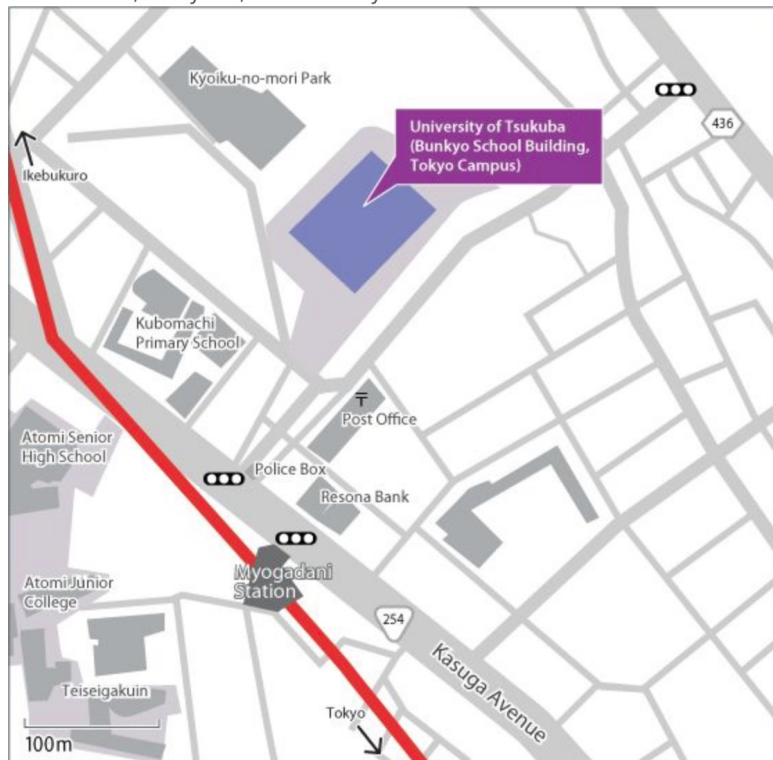 Kyoiku-no-mori Park
436
University of Tsukuba
(Bunkyo School Building,
Tokyo Campus)
Ikebukuro
Kubomachi
Primary School
〒
Post Office
Atomi Senior
High School
Police Box
Resona Bank
Myogadani
Station
Atomi Junior
College
254
Kasuga Avenue
Teiseigakuin
Tokyo
100m